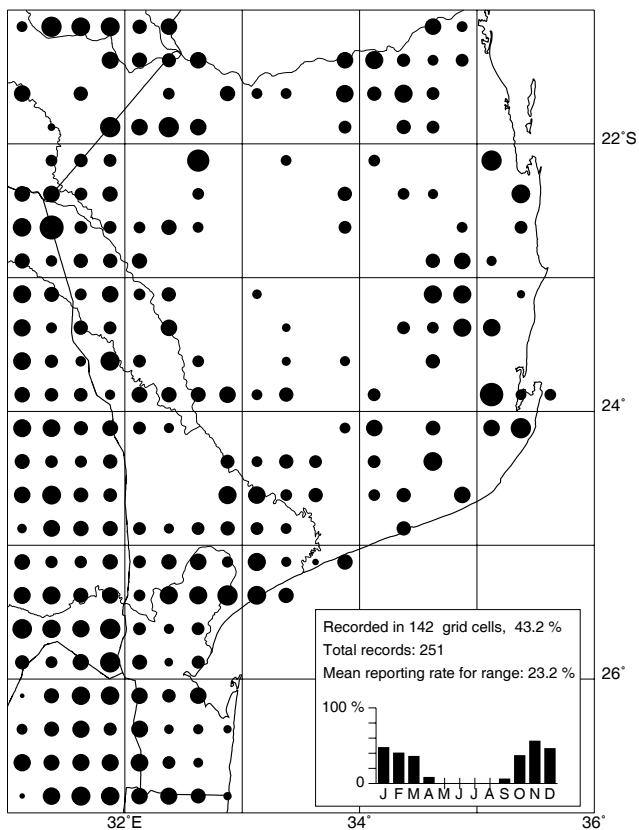 22°S
24°
Recorded in 142 grid cells, 43.2 %
Total records: 251
Mean reporting rate for range: 23.2 %
26°
100 %
0
J F M A M J J A S O N D
32°E 34° 36°